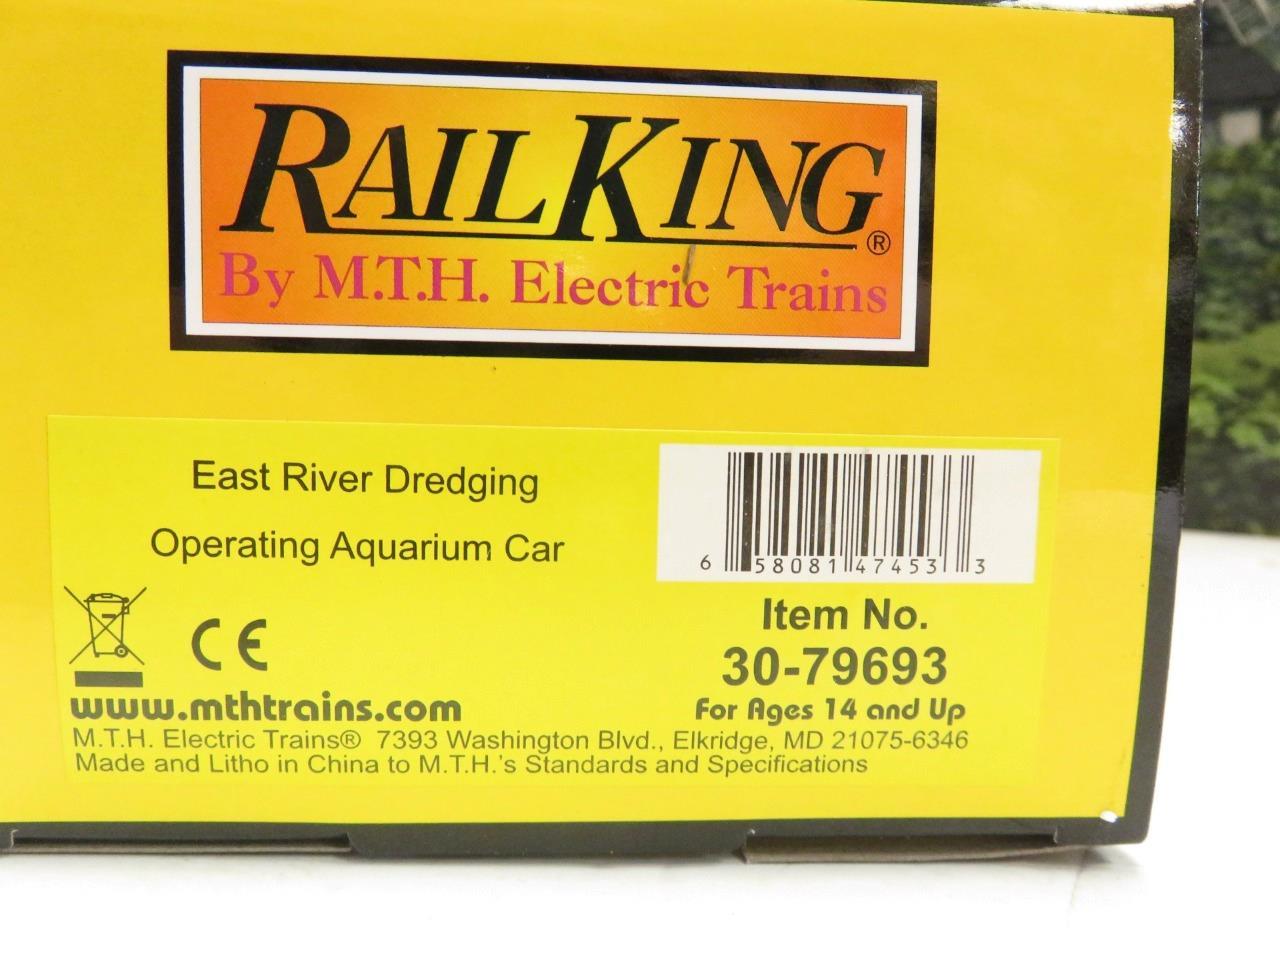 RAILKING®
By M.T.H. Electric Trains
East River Dredging
Operating Aquarium Car
6 58081 47453 3
Item No.
30-79693
CE
www.mthtrains.com
For Ages 14 and Up
M.T.H. Electric Trains® 7393 Washington Blvd., Elkridge, MD 21075-6346
Made and Litho in China to M.T.H.'s Standards and Specifications